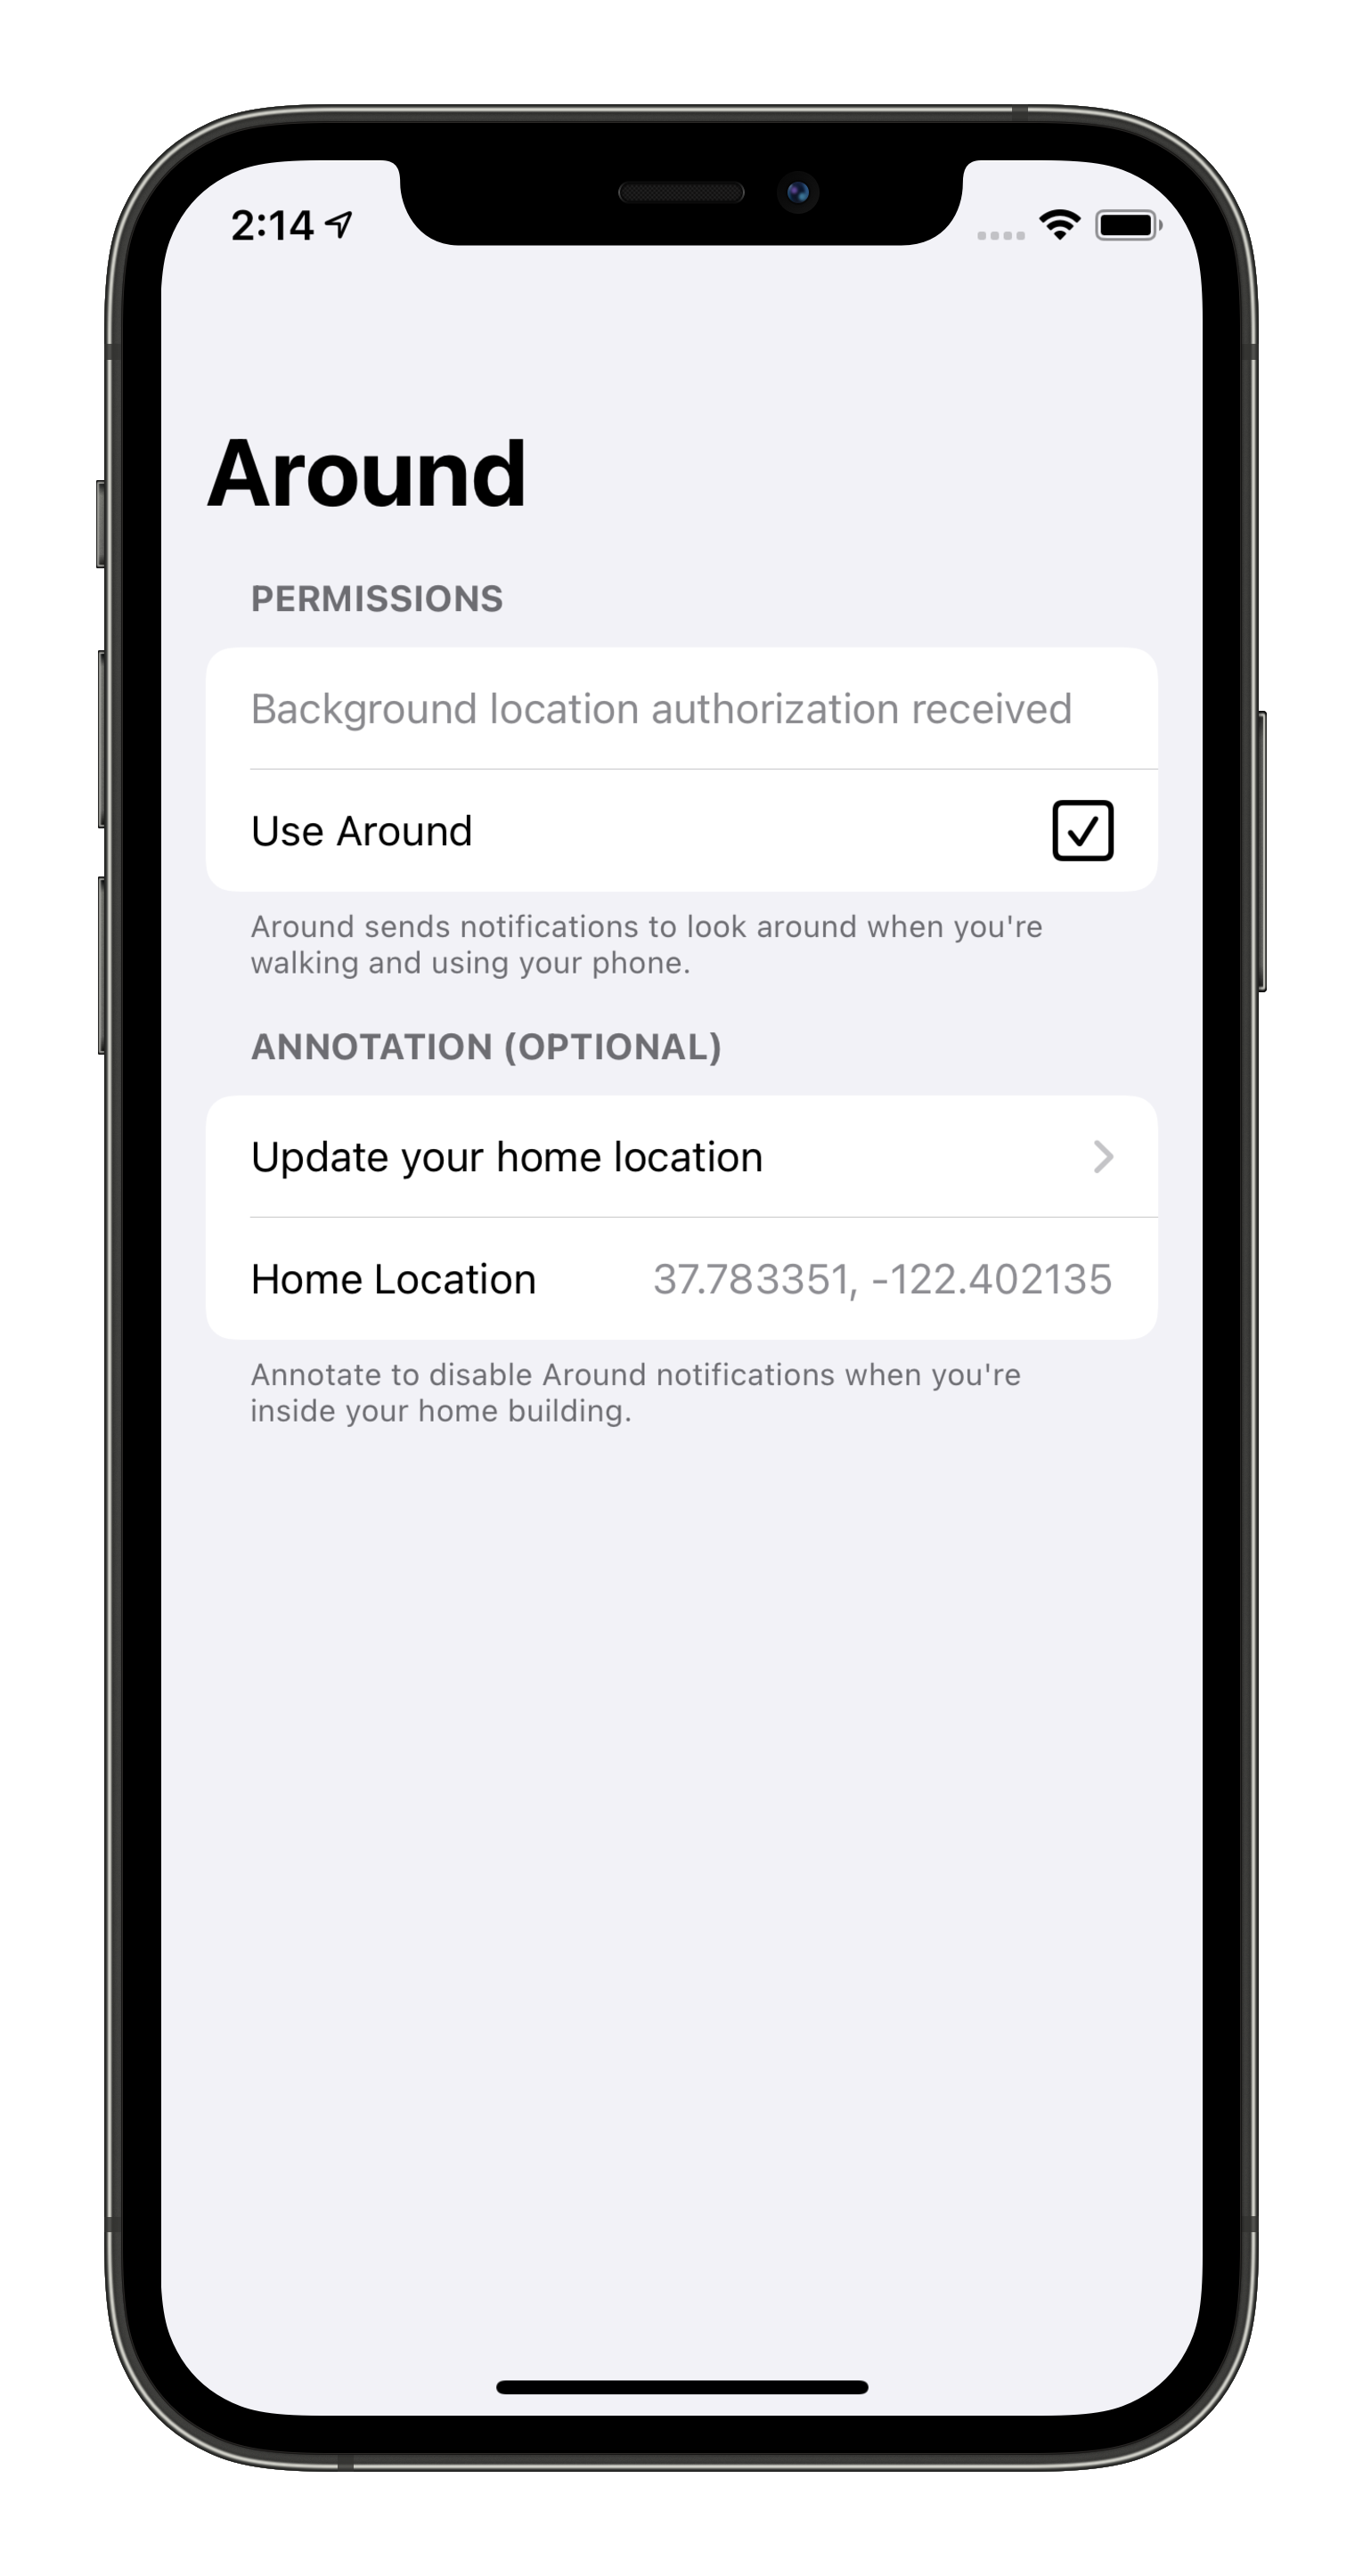 2:14
Around
PERMISSIONS
Background location authorization received
Use Around
Around sends notifications to look around when you're
walking and using your phone.
ANNOTATION (OPTIONAL)
Update your home location
Home Location 37.783351, -122.402135
Annotate to disable Around notifications when you're
inside your home building.